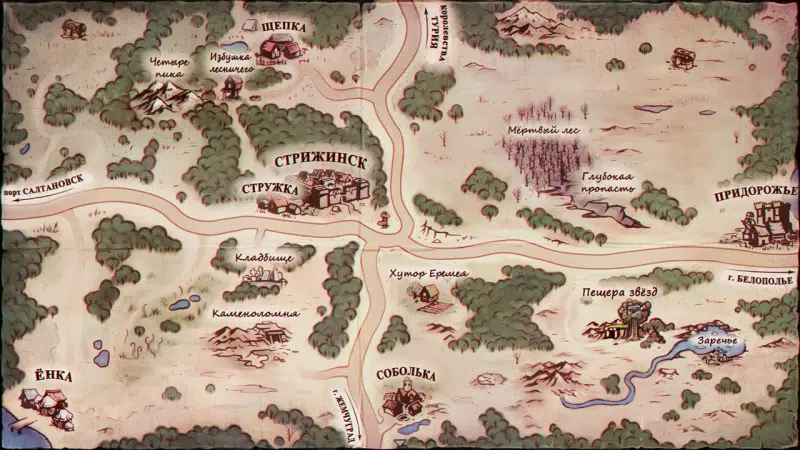 ЩЕПКА
королевства
ТУРИЯ
Четыре
пика
Избушка
лесничего
Мёртвый лес
СТРИЖИНСК
СТРУЖКА
Глубокая
пропасть
порт САЛТАНОВСК
ПРИДОРОЖЬЕ
Кладбище
Хутор Еремея
г. БЕЛОПОЛЬЕ
Пещера звёзд
Каменоломня
Заречье
ЁНКА
СОБОЛЬКА
г. ЖЕМЧУГРАД